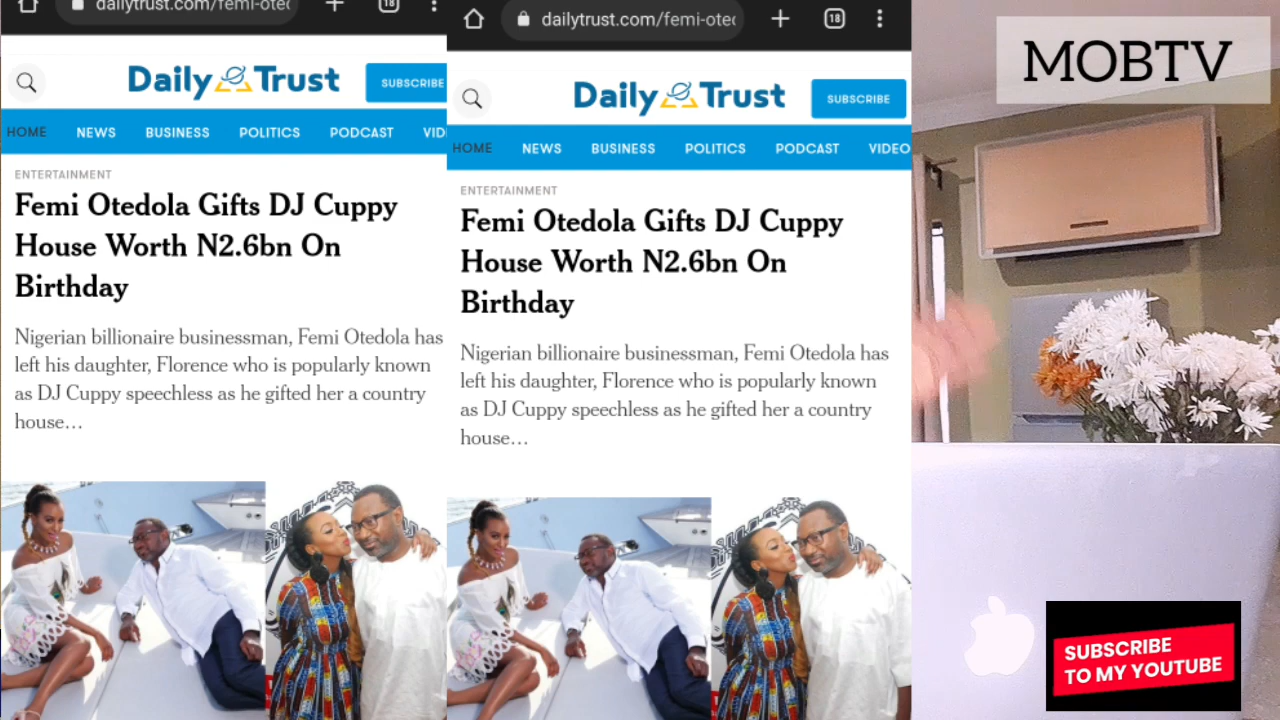 dailytrust.com/femi-oted
18
Daily Trust
SUBSCRIBE
HOME NEWS BUSINESS POLITICS PODCAST VID
ENTERTAINMENT
Femi Otedola Gifts DJ Cuppy
House Worth N2.6bn On
Birthday
Nigerian billionaire businessman, Femi Otedola has
left his daughter, Florence who is popularly known
as DJ Cuppy speechless as he gifted her a country
house...
dailytrust.com/femi-oted
18
Daily Trust
SUBSCRIBE
HOME NEWS BUSINESS POLITICS PODCAST VIDEO
ENTERTAINMENT
Femi Otedola Gifts DJ Cuppy
House Worth N2.6bn On
Birthday
Nigerian billionaire businessman, Femi Otedola has
left his daughter, Florence who is popularly known
as DJ Cuppy speechless as he gifted her a country
house...
MOBTV
SUBSCRIBE
TO MY YOUTUBE